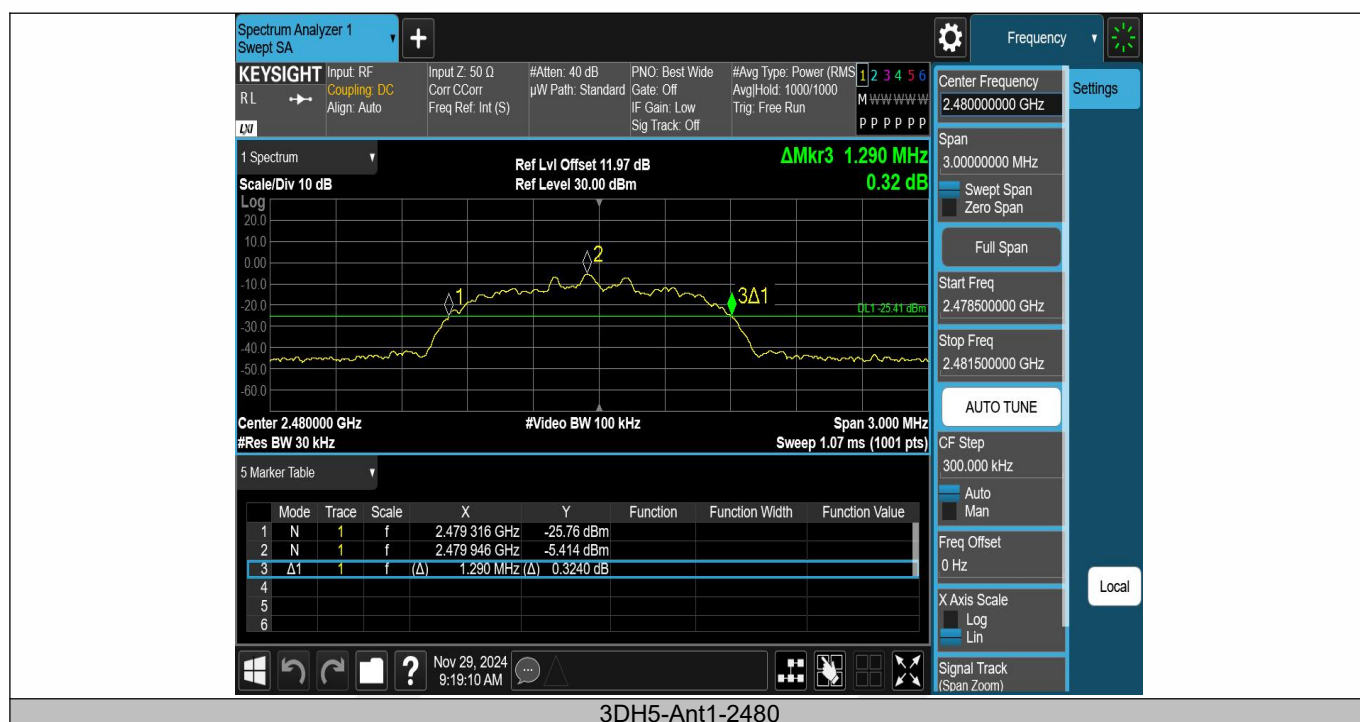 Spectrum Analyzer 1
Swept SA
+
Frequency
KEYSIGHT
RL
LXI
Input: RF
Coupling: DC
Align: Auto
Input Z: 50 Ω
Corr CCorr
Freq Ref: Int (S)
#Atten: 40 dB
µW Path: Standard
PNO: Best Wide
Gate: Off
IF Gain: Low
Sig Track: Off
#Avg Type: Power (RMS
Avg|Hold: 1000/1000
Trig: Free Run
1 2 3 4 5 6
M W W W W W
P P P P P P
1 Spectrum
Scale/Div 10 dB
Ref Lvl Offset 11.97 dB
Ref Level 30.00 dBm
ΔMkr3 1.290 MHz
0.32 dB
Log
20.0
10.0
0.00
-10.0
-20.0
-30.0
-40.0
-50.0
-60.0
1
2
3Δ1
DL1 -25.41 dBm
Center 2.480000 GHz
#Res BW 30 kHz
#Video BW 100 kHz
Span 3.000 MHz
Sweep 1.07 ms (1001 pts)
5 Marker Table
Mode Trace Scale X Y Function Function Width Function Value
1 N 1 f 2.479 316 GHz -25.76 dBm
2 N 1 f 2.479 946 GHz -5.414 dBm
3 Δ1 1 f (Δ) 1.290 MHz (Δ) 0.3240 dB
4
5
6
?
Nov 29, 2024
9:19:10 AM
Center Frequency
2.480000000 GHz
Span
3.00000000 MHz
Swept Span
Zero Span
Full Span
Start Freq
2.478500000 GHz
Stop Freq
2.481500000 GHz
AUTO TUNE
CF Step
300.000 kHz
Auto
Man
Freq Offset
0 Hz
X Axis Scale
Log
Lin
Signal Track
(Span Zoom)
Settings
Local
3DH5-Ant1-2480